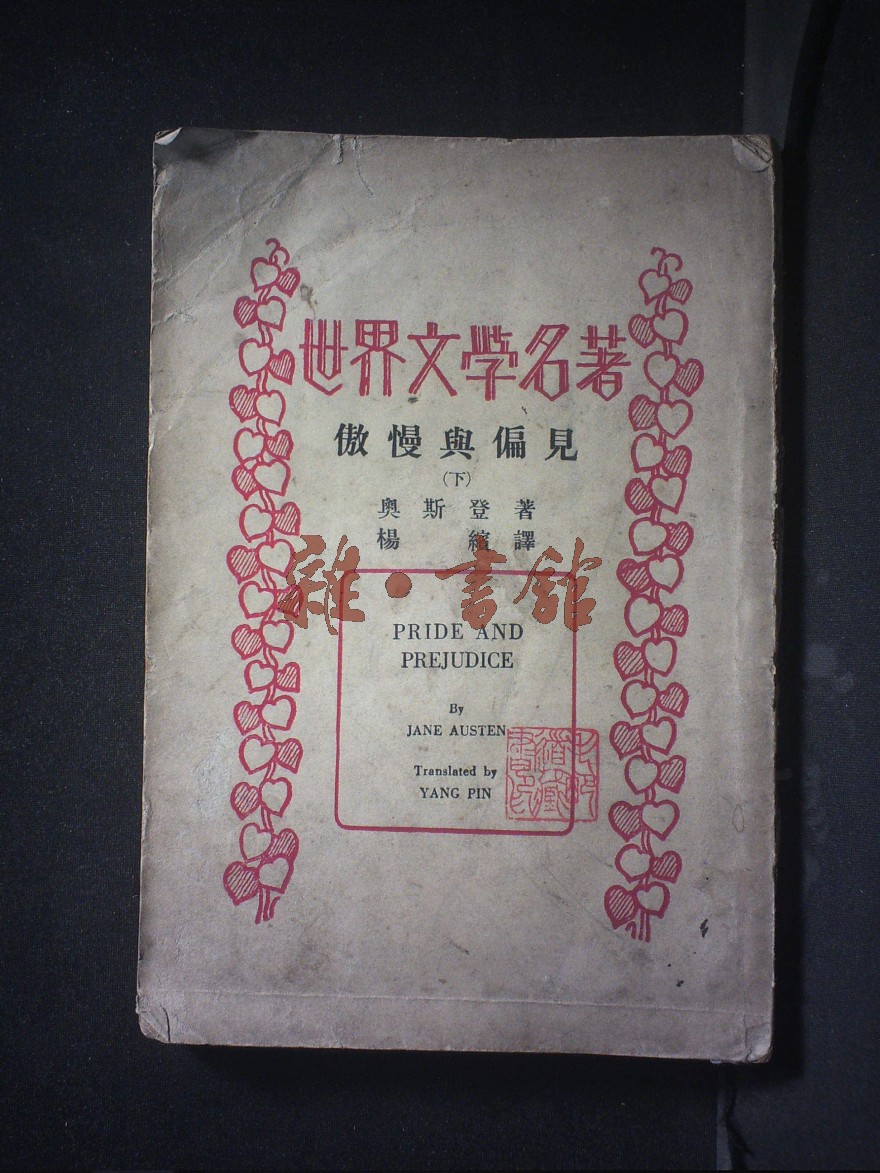 世界文學名著
傲慢與偏見
（下）
奧斯登著
楊繽譯
雜·書館
PRIDE AND
PREJUDICE
By
JANE AUSTEN
Translated by
YANG PIN